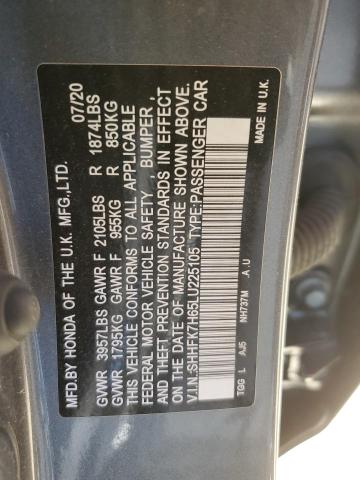 MFD.BY HONDA OF THE U.K. MFG.,LTD. 07/20
GVWR 3957LBS GAWR F 2105LBS R 1874LBS
GVWR 1795KG GAWR F 955KG R 850KG
THIS VEHICLE CONFORMS TO ALL APPLICABLE
FEDERAL MOTOR VEHICLE SAFETY , BUMPER ,
AND THEFT PREVENTION STANDARDS IN EFFECT
ON THE DATE OF MANUFACTURE SHOWN ABOVE.
V.I.N.:SHHFK7H65LU225105 TYPE:PASSENGER CAR
TGG L AJ5 NH737M .A.U MADE IN U.K.